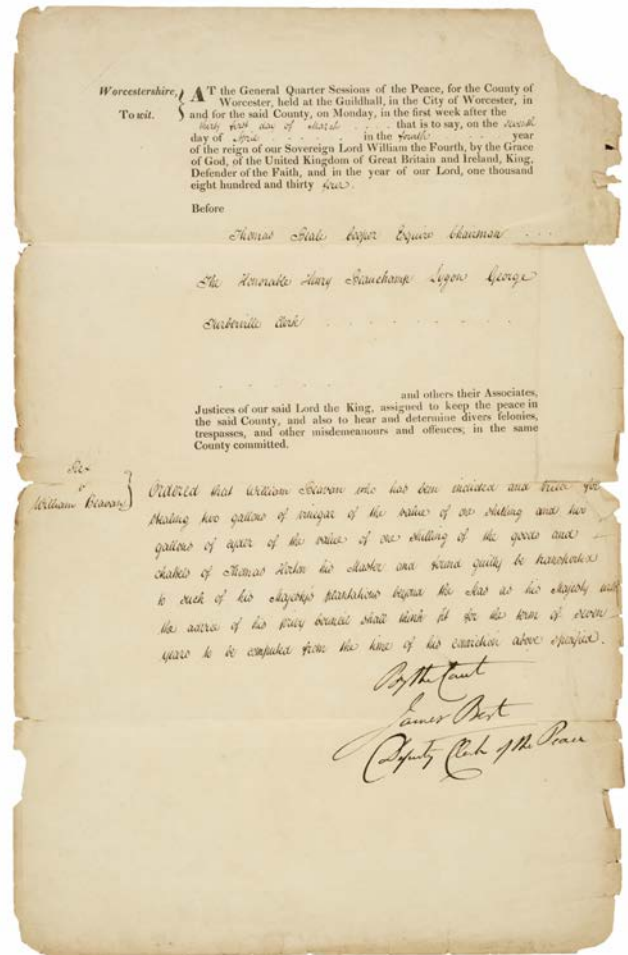 Worcestershire,
To wit.
AT the General Quarter Sessions of the Peace, for the County of
Worcester, held at the Guildhall, in the City of Worcester, in
and for the said County, on Monday, in the first week after the
thirty first day of March . . . . that is to say, on the seventh
day of April . . . . . . in the fourth . . . year
of the reign of our Sovereign Lord William the Fourth, by the Grace
of God, of the United Kingdom of Great Britain and Ireland, King,
Defender of the Faith, and in the year of our Lord, one thousand
eight hundred and thirty four.
Before
Thomas Beale Cooper Esquire Chairman . . .
The Honorable Henry Beauchamp Lygon George
Turberville Clerk . . . . . . . .
and others their Associates,
Justices of our said Lord the King, assigned to keep the peace in
the said County, and also to hear and determine divers felonies,
trespasses, and other misdemeanours and offences, in the same
County committed.
Rex
v
William Beavan
Ordered that William Beavan who has been indicted and tried for
stealing two gallons of vinegar of the value of one shilling and two
gallons of cyder of the value of one shilling of the goods and
chattels of Thomas Horton his Master and found guilty be transported
to such of his Majesty's plantations beyond the Seas as his Majesty with
the advice of his privy council shall think fit for the term of seven
years to be computed from the time of his conviction above specified.
By the Court
James Best
Deputy Clerk of the Peace